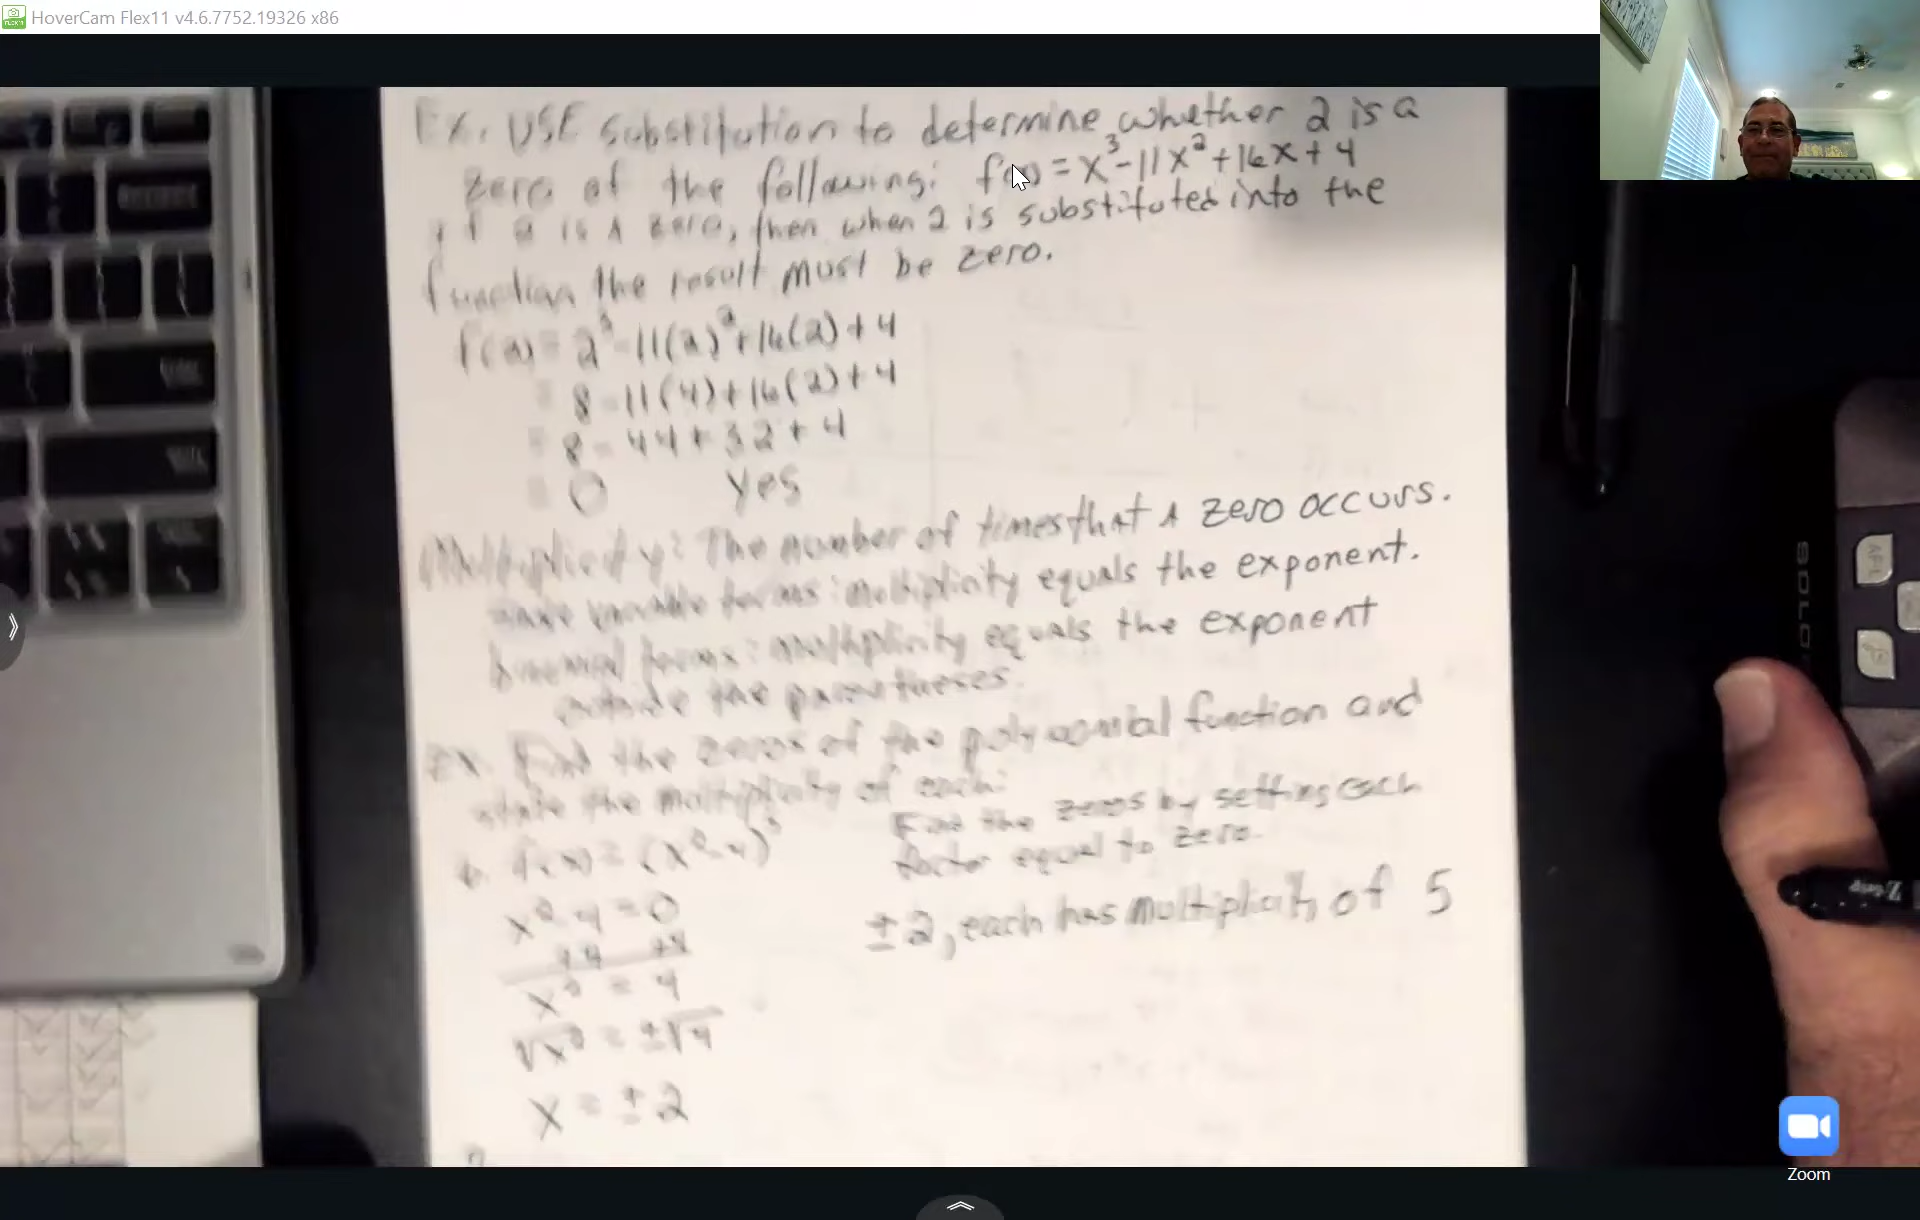 HoverCam Flex11 v4.6.7752.19326 x86
Ex. USE substitution to determine whether 2 is a
zero of the following: f(x) = x³-11x²+16x+4
if 2 is a zero, then when 2 is substituted into the
function the result must be zero.
f(2) = 2³-11(2)²+16(2)+4
= 8-11(4)+16(2)+4
= 8-44+32+4
= 0 yes
Multiplicity: The number of times that a zero occurs.
variable terms: multiplicity equals the exponent.
binomial terms: multiplicity equals the exponent
outside the parentheses.
Ex. Find the zeros of the polynomial function and
state the multiplicity of each:
Find the zeros by setting each
factor equal to zero.
f(x) = (x²-4)⁵
x²-4=0
+4 +4
±2, each has multiplicity of 5
x² = 4
√x² = ±√4
x = ±2
SOLO
Zoom